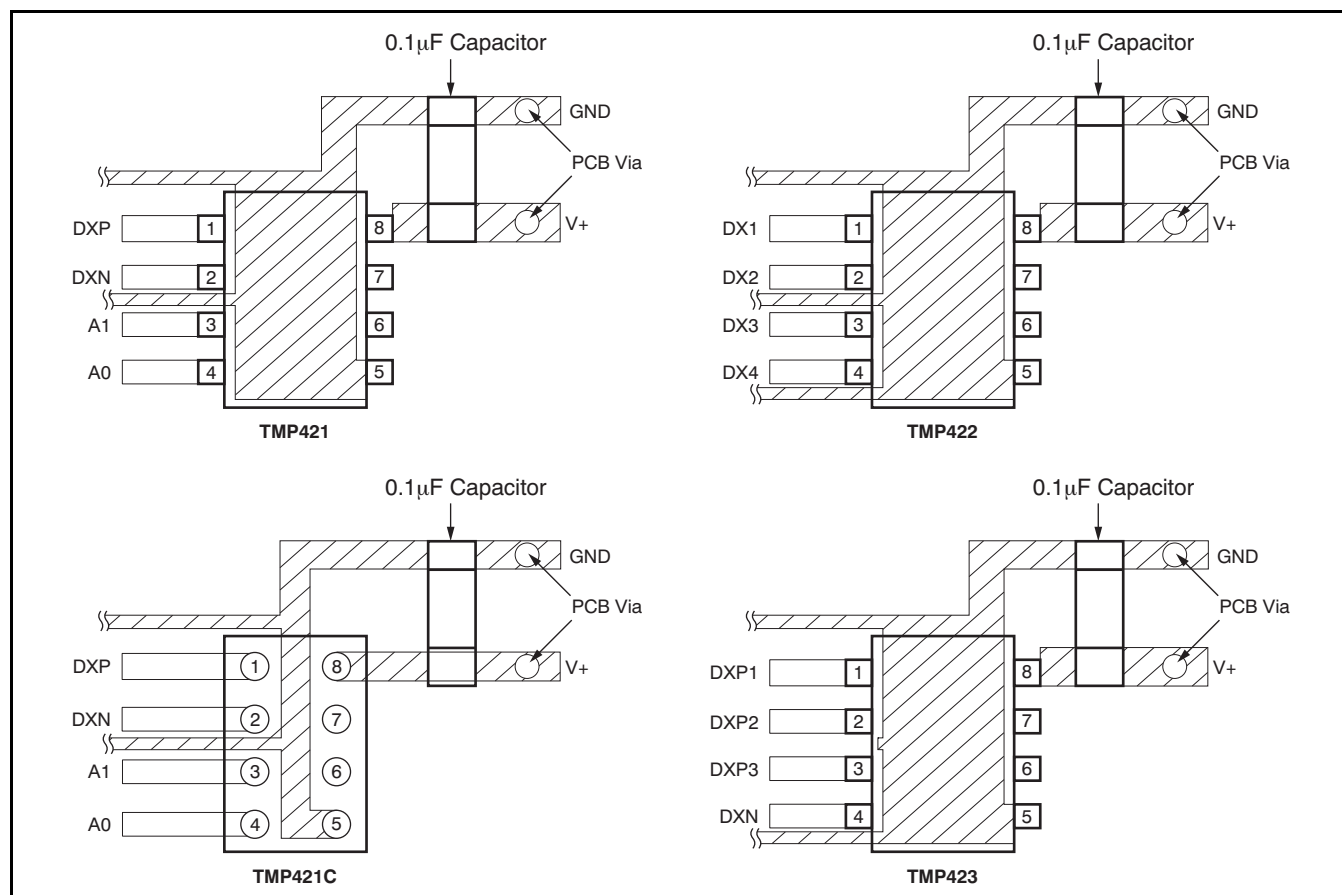 0.1μF Capacitor
GND
PCB Via
V+
DXP
DXN
A1
A0
1
2
3
4
8
7
6
5
TMP421
0.1μF Capacitor
GND
PCB Via
V+
DX1
DX2
DX3
DX4
1
2
3
4
8
7
6
5
TMP422
0.1μF Capacitor
GND
PCB Via
V+
DXP
DXN
A1
A0
1
2
3
4
8
7
6
5
TMP421C
0.1μF Capacitor
GND
PCB Via
V+
DXP1
DXP2
DXP3
DXN
1
2
3
4
8
7
6
5
TMP423